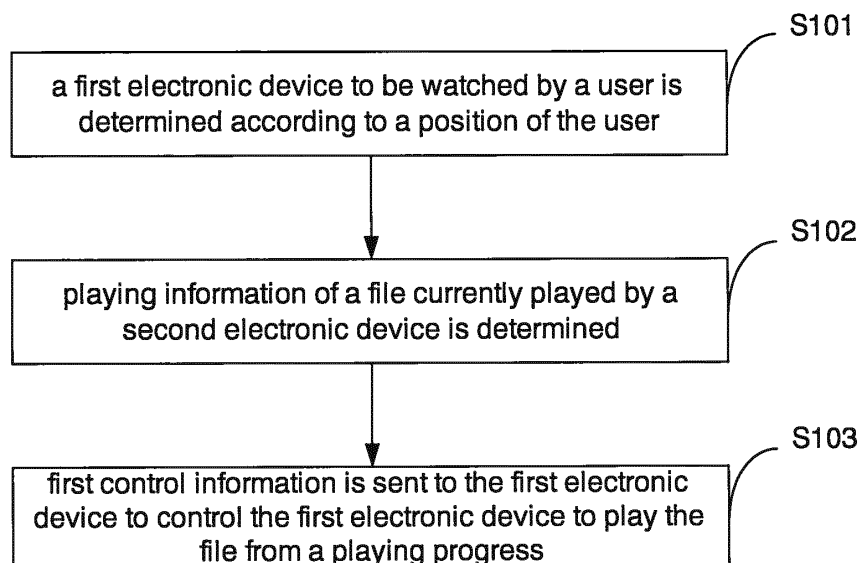 S101
a first electronic device to be watched by a user is
determined according to a position of the user
S102
playing information of a file currently played by a
second electronic device is determined
S103
first control information is sent to the first electronic
device to control the first electronic device to play the
file from a playing progress